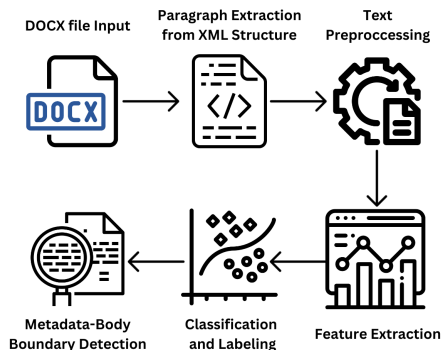 DOCX file Input
Paragraph Extraction
from XML Structure
Text
Preproccessing
DOCX
</>
Metadata-Body
Boundary Detection
Classification
and Labeling
Feature Extraction